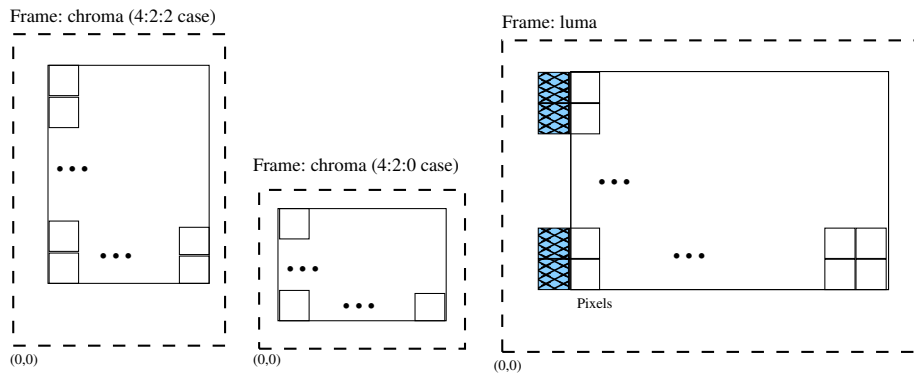 Frame: chroma (4:2:2 case)
Frame: luma
Frame: chroma (4:2:0 case)
Pixels
(0,0)
(0,0)
(0,0)